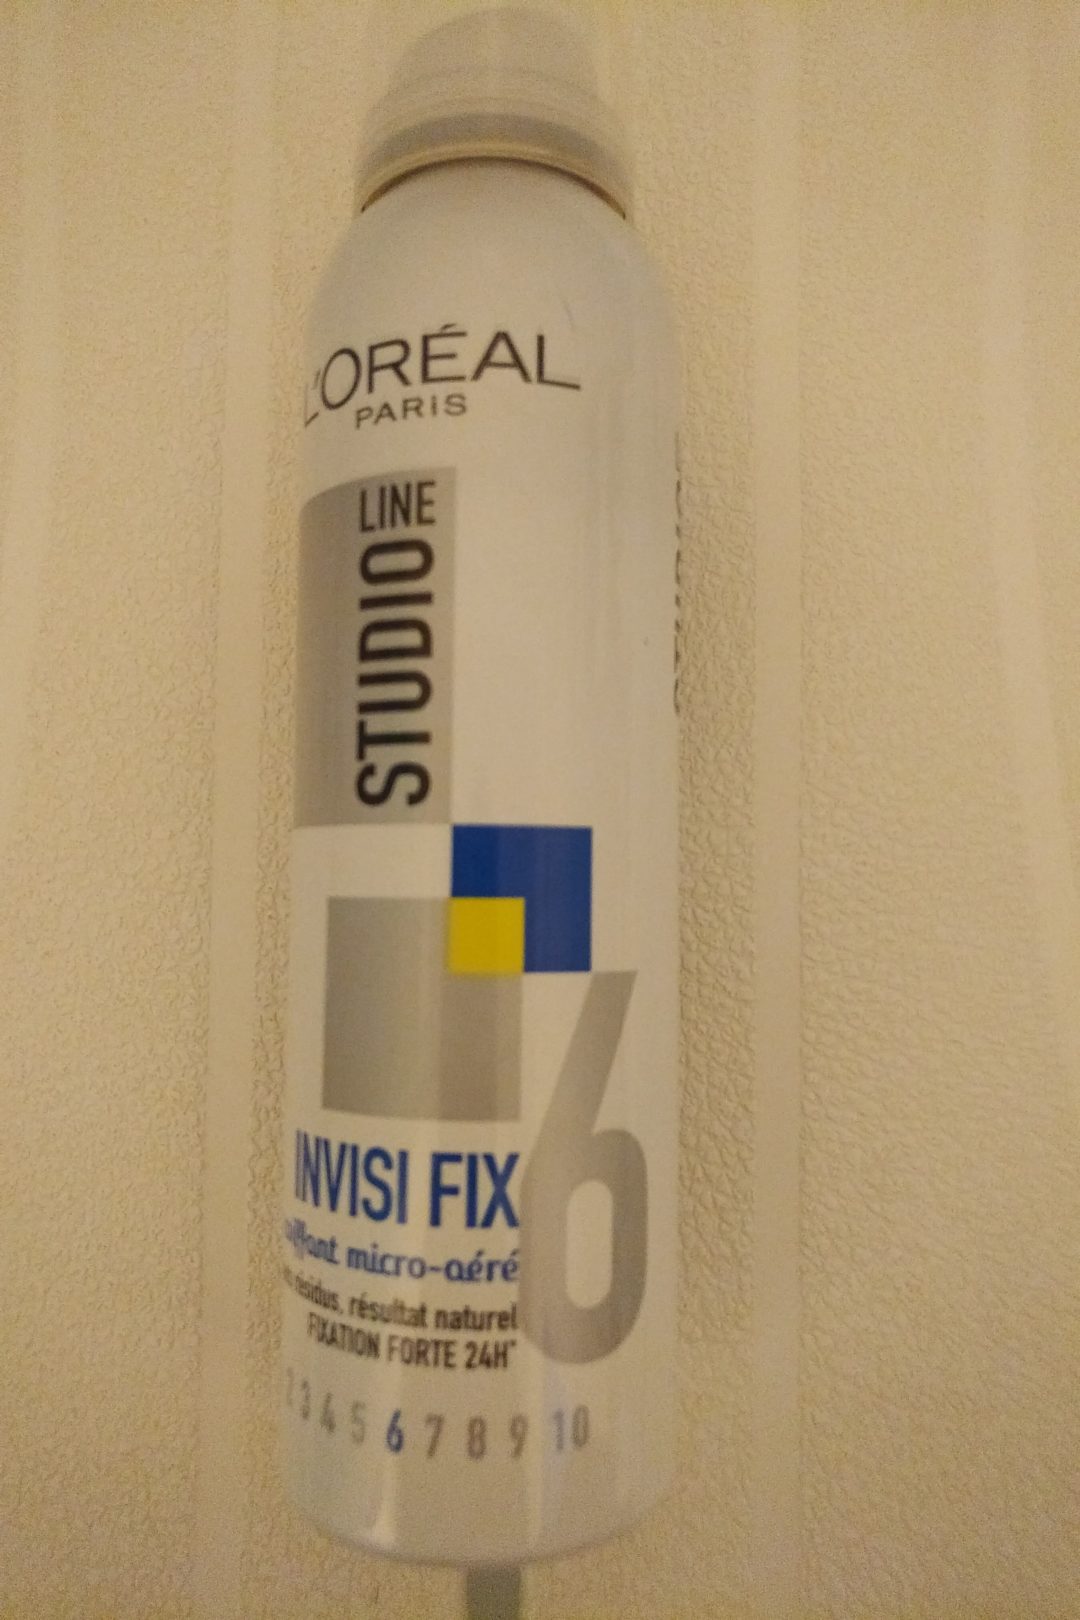 L'ORÉAL
PARIS
STUDIO LINE
6
INVISI FIX
micro-aéré
résidus, résultat naturel
FIXATION FORTE 24H*
3 4 5 6 7 8 9 10